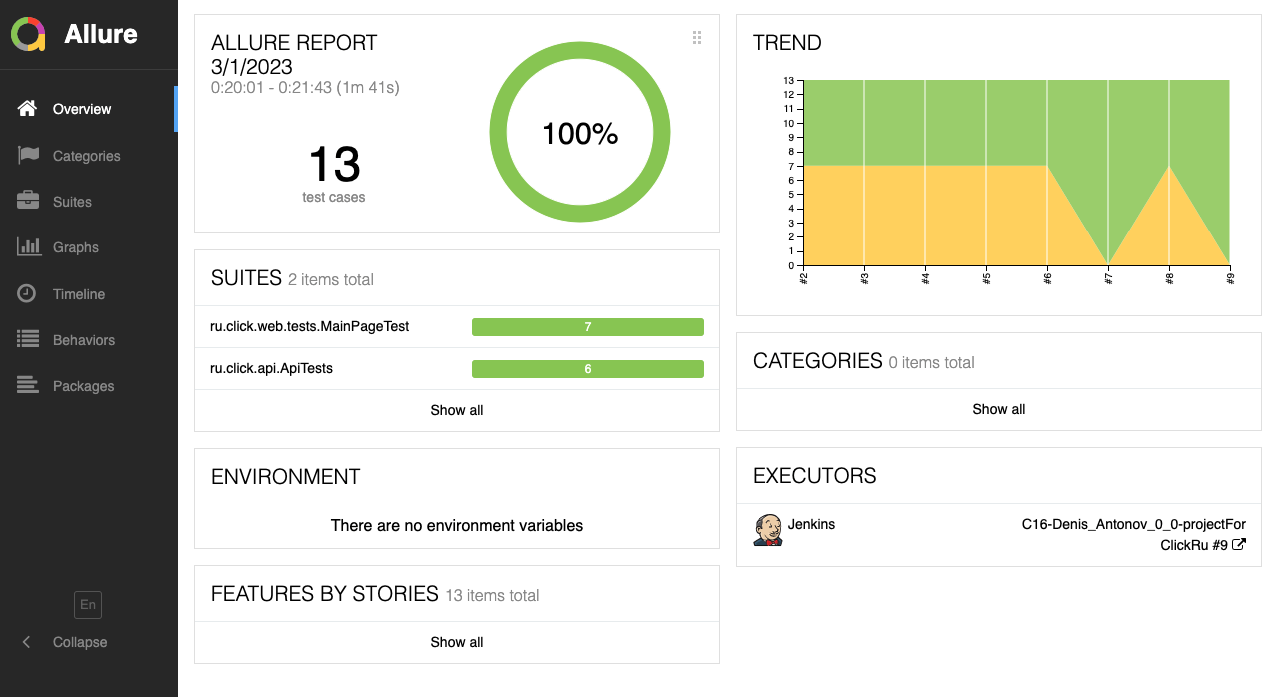 Allure
Overview
Categories
Suites
Graphs
Timeline
Behaviors
Packages
En
Collapse
ALLURE REPORT
3/1/2023
0:20:01 - 0:21:43 (1m 41s)
13
test cases
100%
SUITES 2 items total
ru.click.web.tests.MainPageTest 7
ru.click.api.ApiTests 6
Show all
ENVIRONMENT
There are no environment variables
FEATURES BY STORIES 13 items total
Show all
TREND
13
12
11
10
9
8
7
6
5
4
3
2
1
0
#2 #3 #4 #5 #6 #7 #8 #9
CATEGORIES 0 items total
Show all
EXECUTORS
Jenkins C16-Denis_Antonov_0_0-projectFor
ClickRu #9